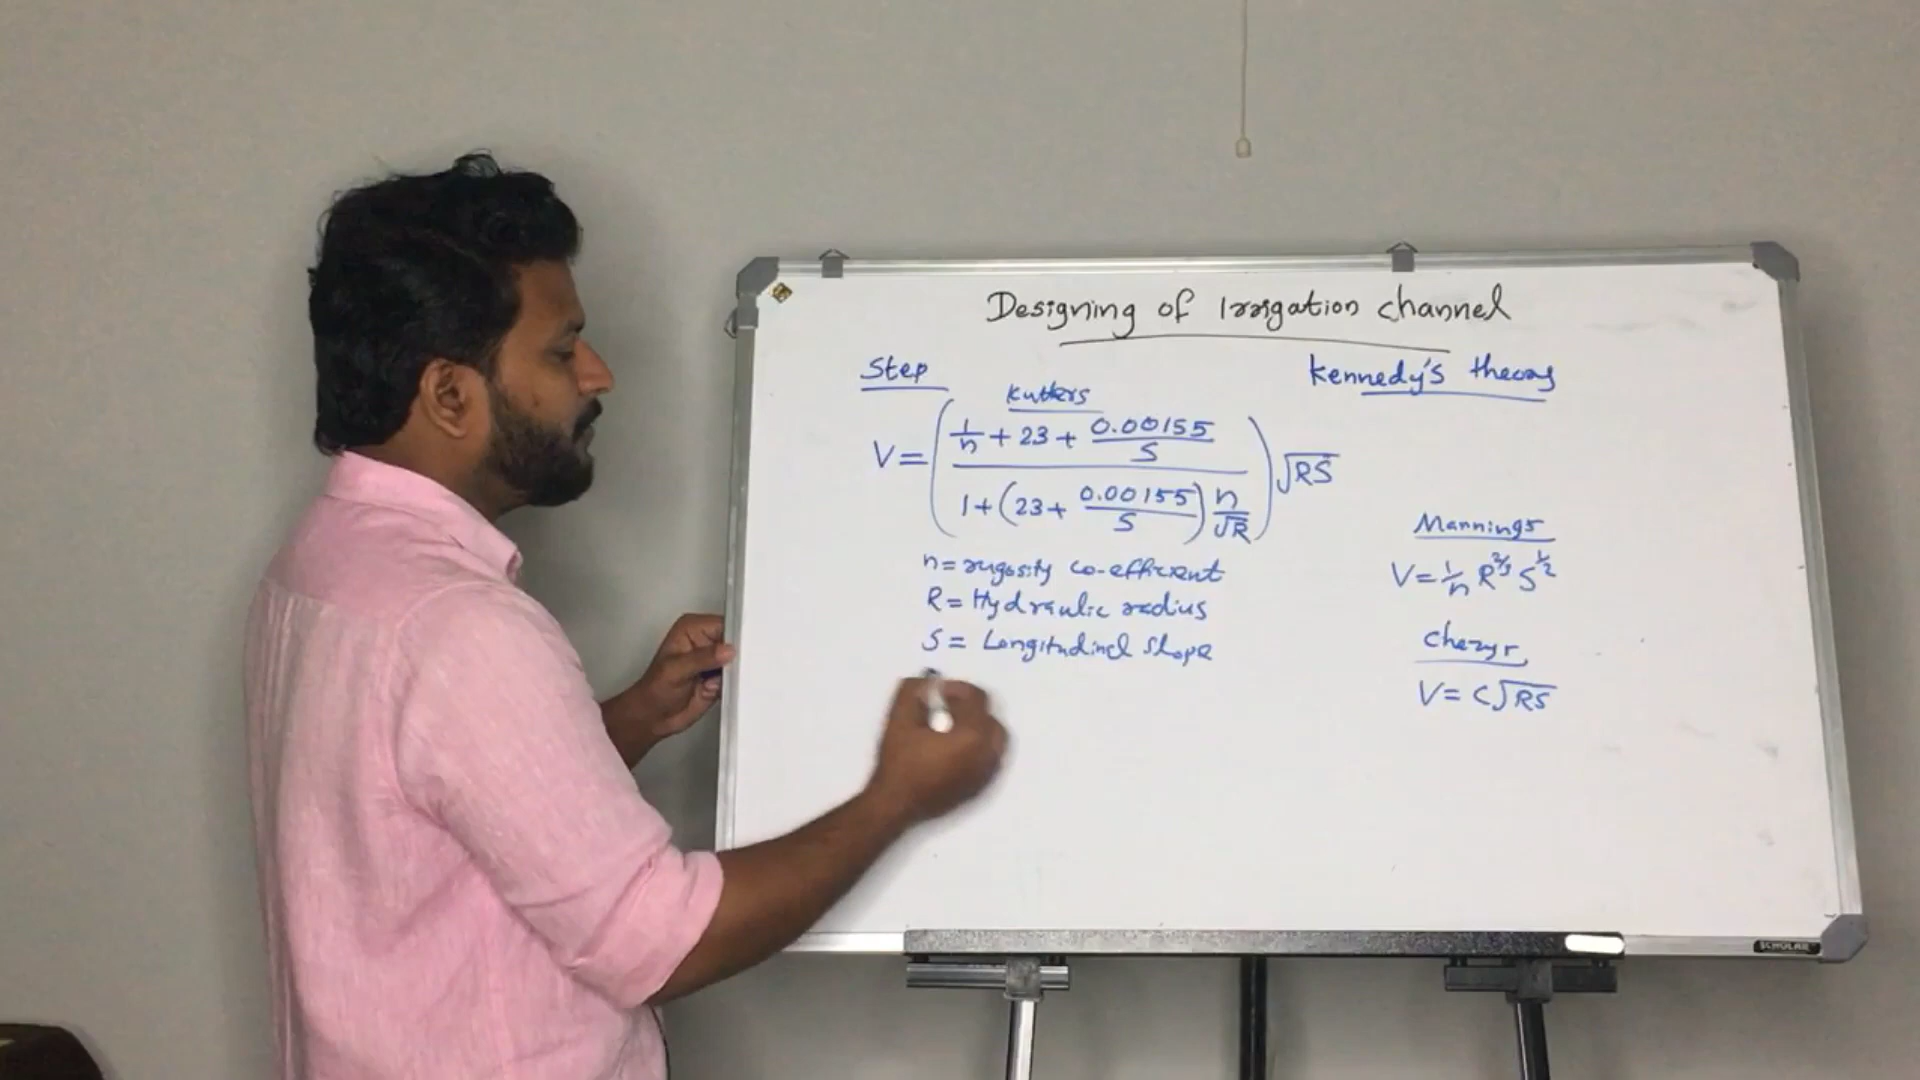 Designing of Irrigation channel
Step
Kennedy's theory
Kutters
V = ( (1/n + 23 + 0.00155/S) / (1 + (23 + 0.00155/S) n/√R) ) √RS
n = rugosity co-efficient
R = Hydraulic radius
S = Longitudinal Slope
Mannings
V = 1/n R^2/3 S^1/2
Chezys
V = C√RS
SCHOLAR